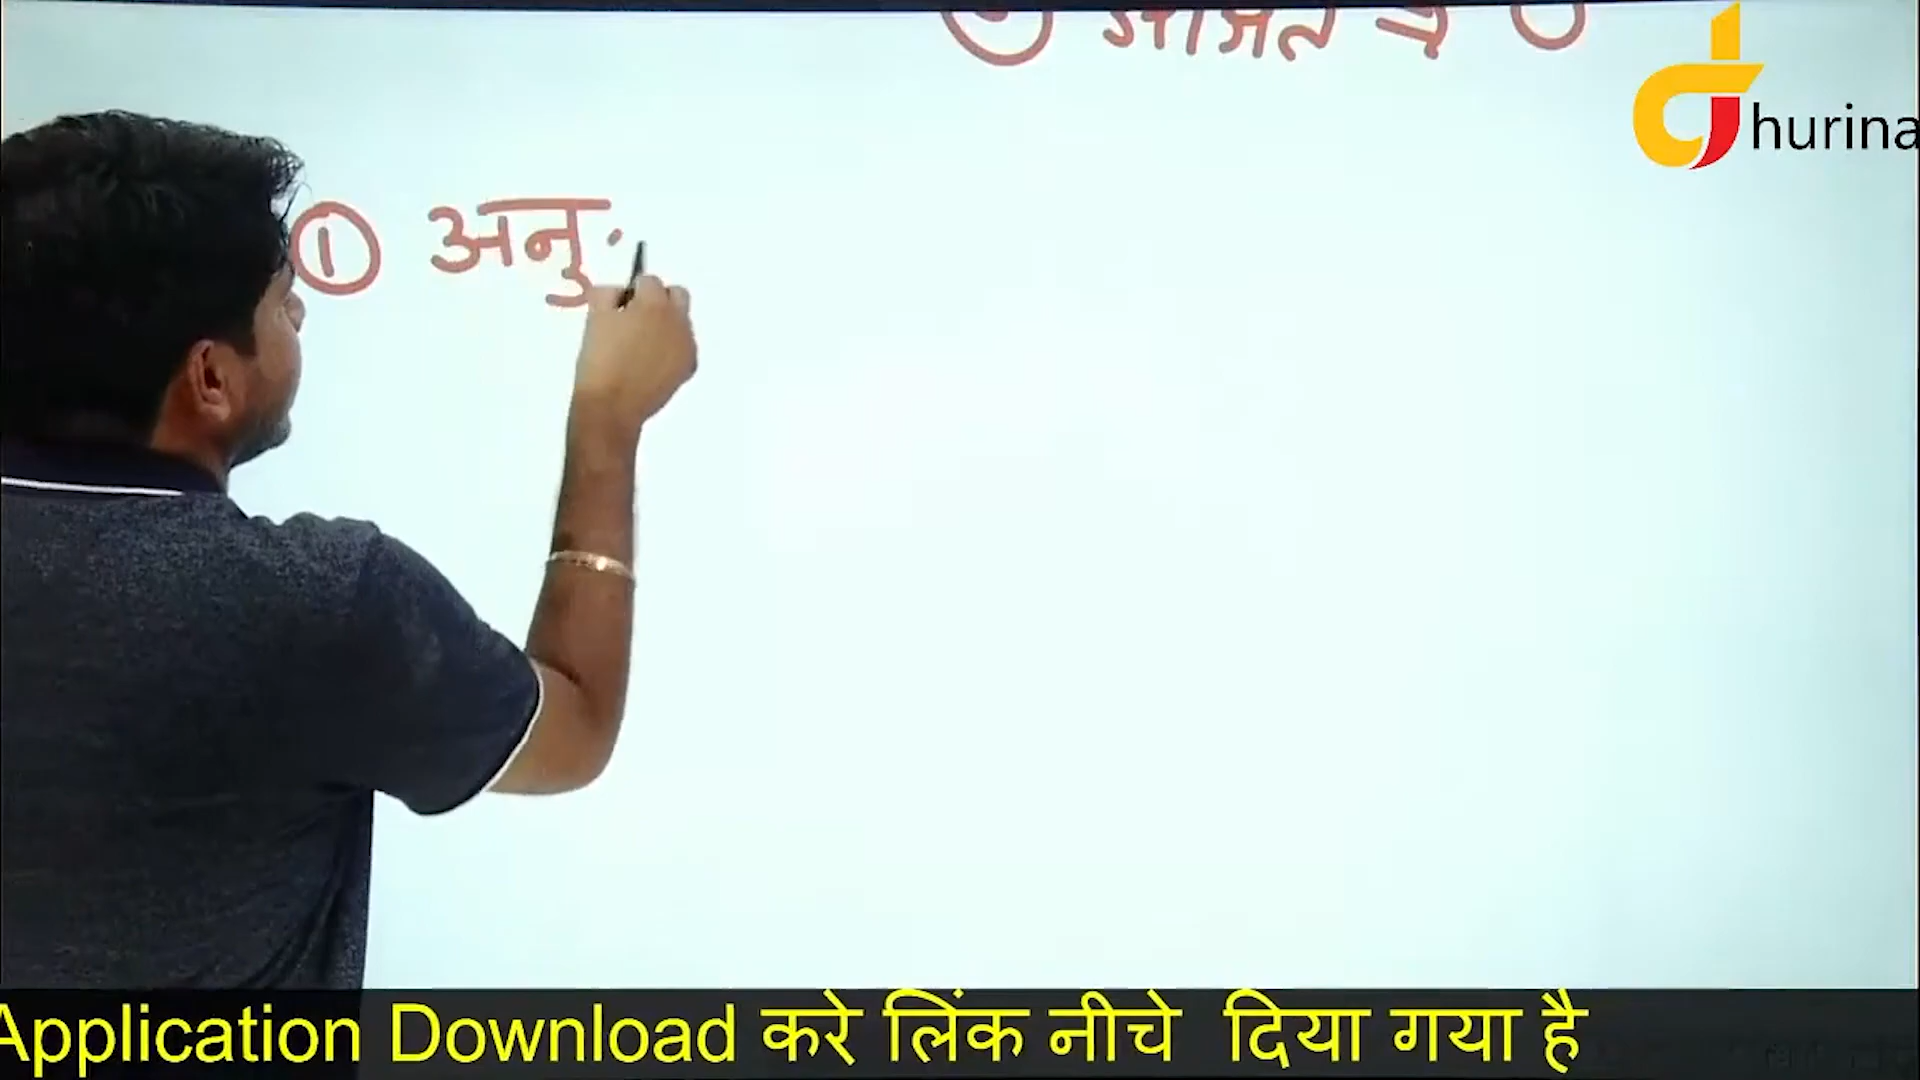 hurina
① अनु
Application Download करे लिंक नीचे दिया गया है